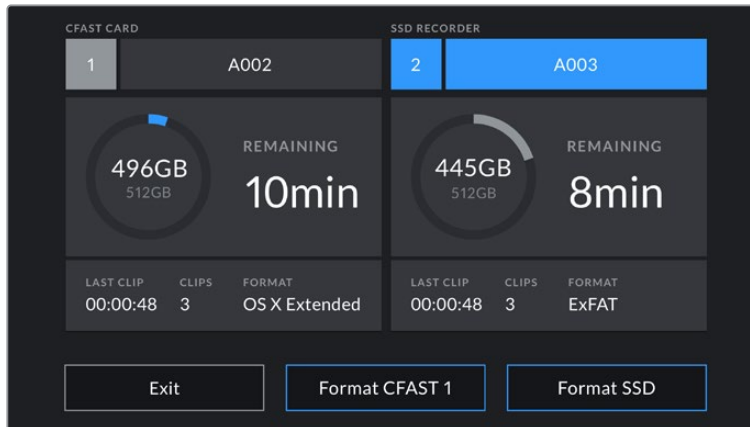 CFAST CARD
1 A002
496GB
512GB
REMAINING
10min
LAST CLIP CLIPS FORMAT
00:00:48 3 OS X Extended
SSD RECORDER
2 A003
445GB
512GB
REMAINING
8min
LAST CLIP CLIPS FORMAT
00:00:48 3 ExFAT
Exit
Format CFAST 1
Format SSD